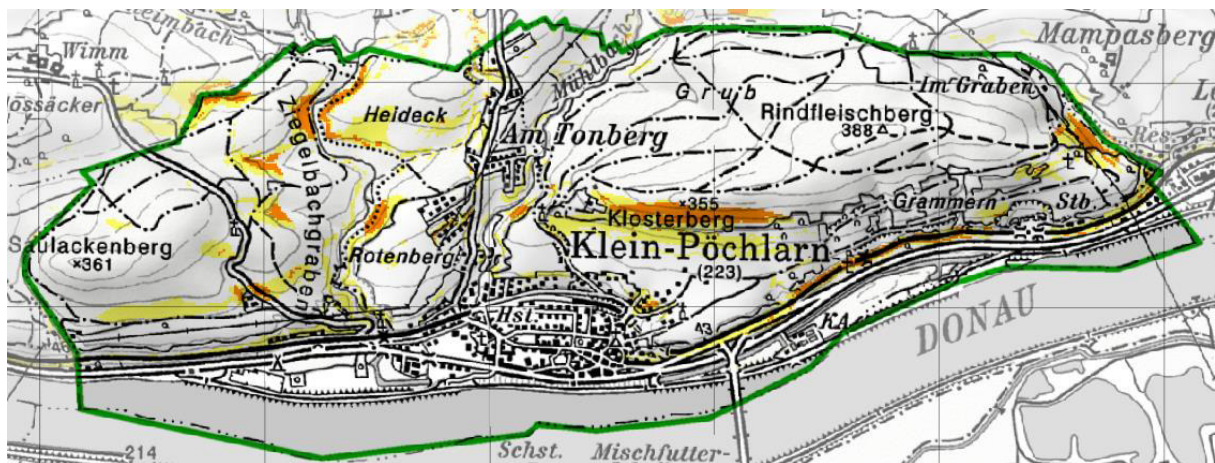 Wimm
Mampasberg
Mühlbach
Grub
Im Graben
Heideck
Rindfleischberg
388
Am Tonberg
Ziegelbachgraben
355
Klosterberg
Grammern
Stb
Saulackenberg
361
Rotenberg
Klein-Pöchlarn
(223)
Hst.
43
KA
DONAU
214
Schst.
Mischfutter-